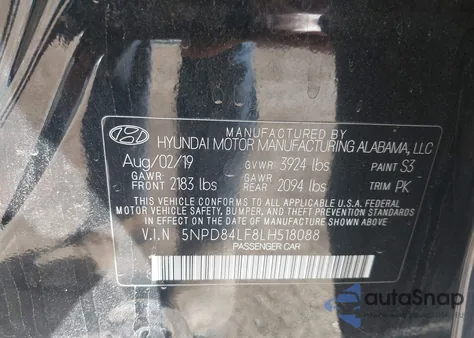 MANUFACTURED BY
HYUNDAI MOTOR MANUFACTURING ALABAMA, LLC
Aug/02/19 GVWR 3924 lbs PAINT S3
GAWR FRONT 2183 lbs GAWR REAR 2094 lbs TRIM PK
THIS VEHICLE CONFORMS TO ALL APPLICABLE U.S.A FEDERAL
MOTOR VEHICLE SAFETY, BUMPER, AND THEFT PREVENTION STANDARDS
IN EFFECT ON THE DATE OF MANUFACTURE SHOWN ABOVE
V.I.N 5NPD84LF8LH518088
PASSENGER CAR
autoSnap